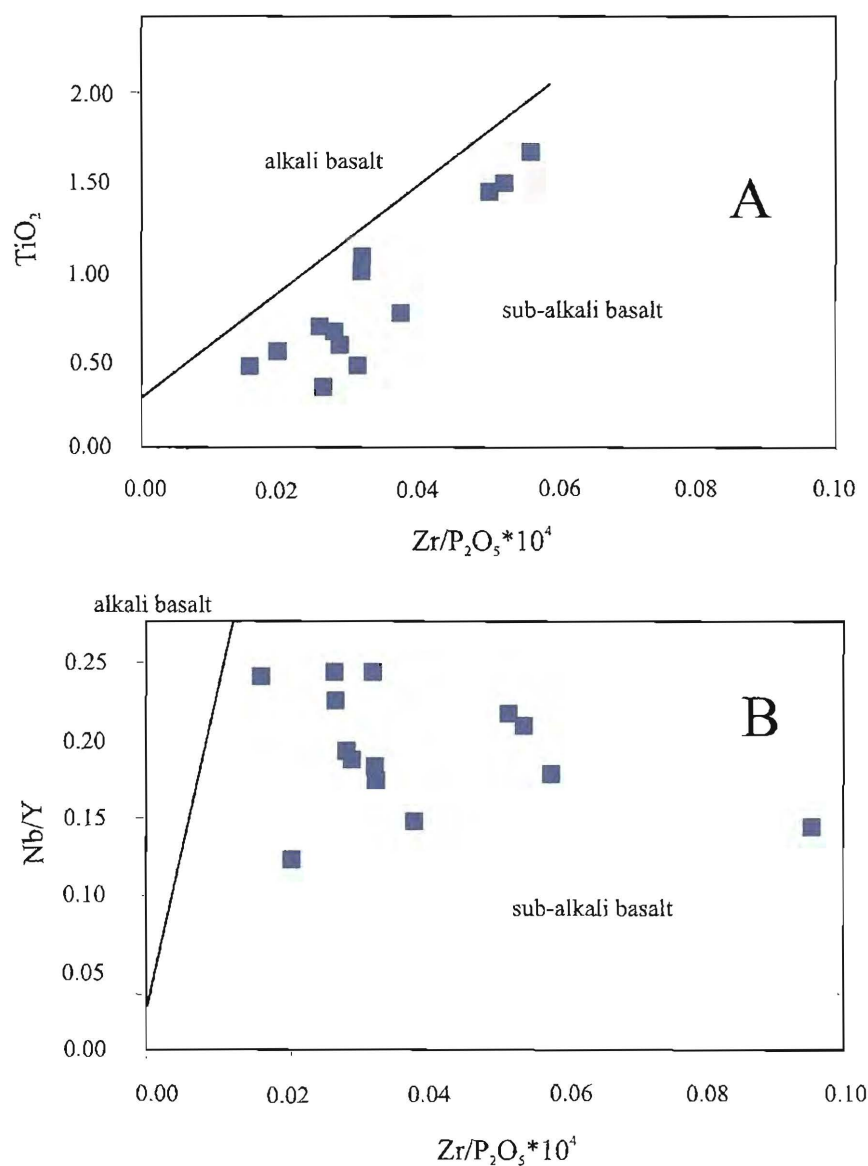 2.00
alkali basalt
1.50
A
TiO₂
1.00
sub-alkali basalt
0.50
0.00
0.00 0.02 0.04 0.06 0.08 0.10
Zr/P₂O₅*10⁴
alkali basalt
0.25
B
0.20
Nb/Y
0.15
0.10
sub-alkali basalt
0.05
0.00
0.00 0.02 0.04 0.06 0.08 0.10
Zr/P₂O₅*10⁴